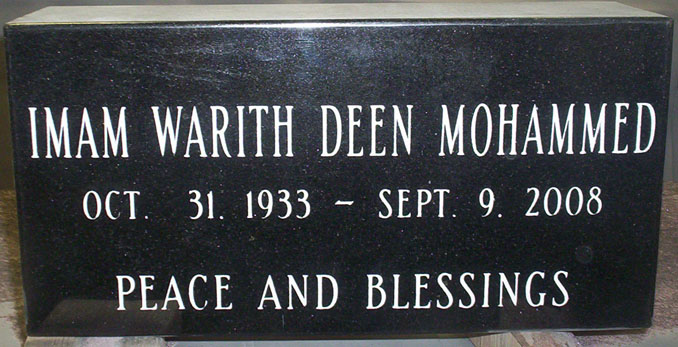 IMAM WARITH DEEN MOHAMMED
OCT. 31. 1933 ~ SEPT. 9. 2008
PEACE AND BLESSINGS